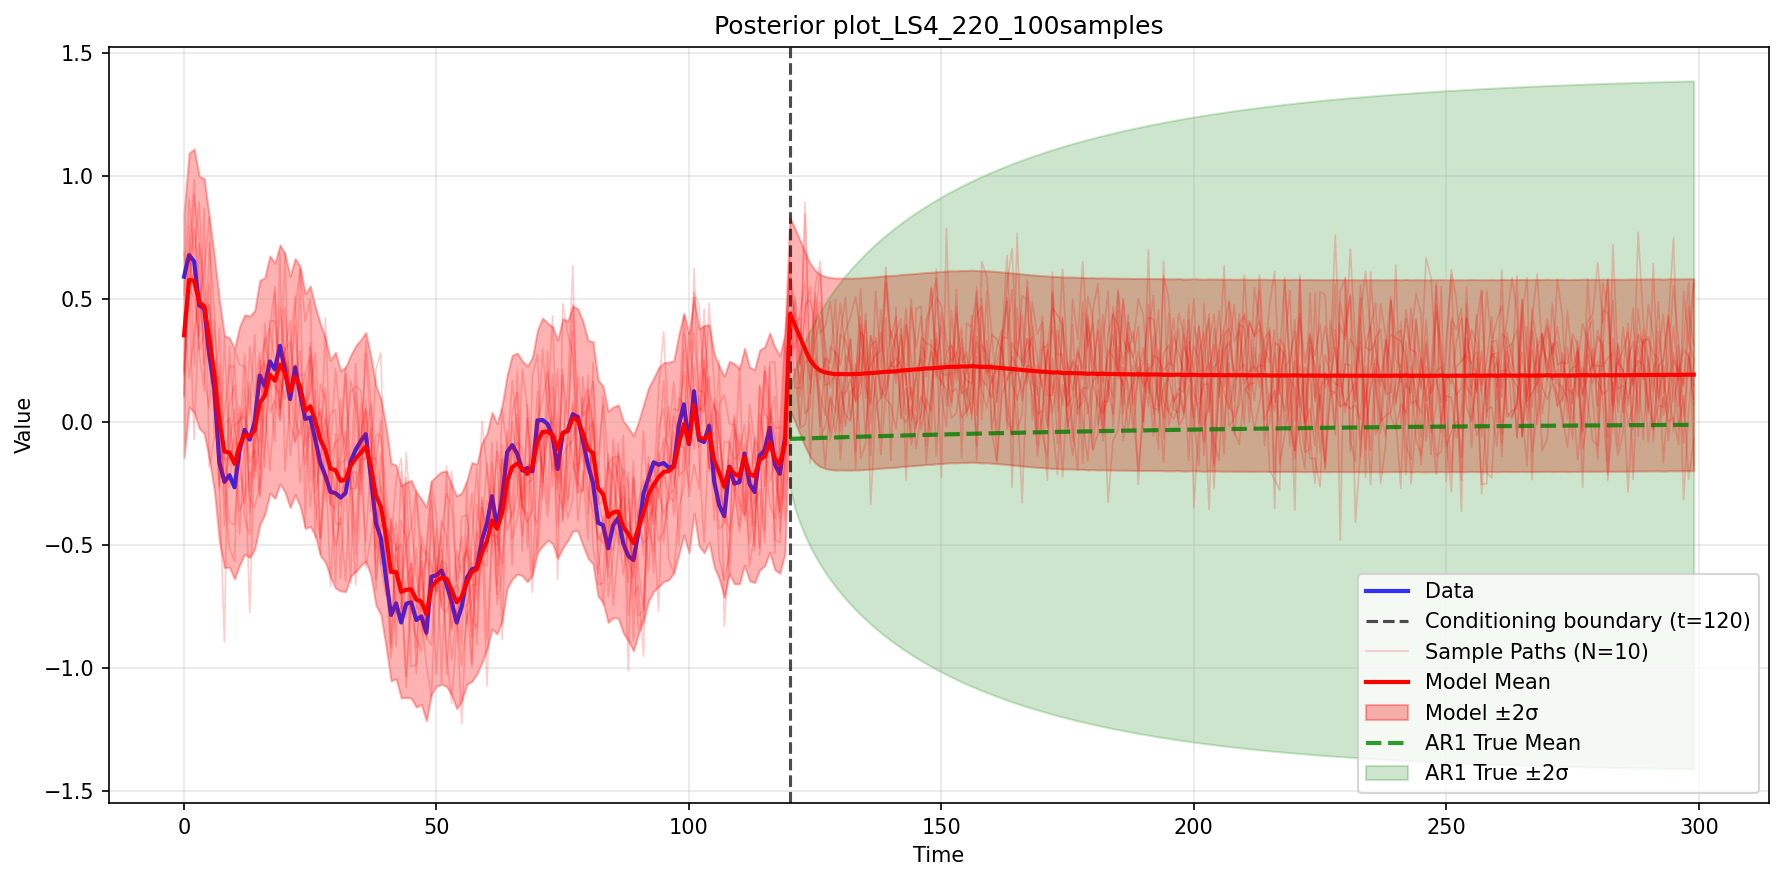 Posterior plot_LS4_220_100samples
1.5
1.0
0.5
0.0
−0.5
−1.0
−1.5
Value
0
50
100
150
200
250
300
Time
Data
Conditioning boundary (t=120)
Sample Paths (N=10)
Model Mean
Model ±2σ
AR1 True Mean
AR1 True ±2σ